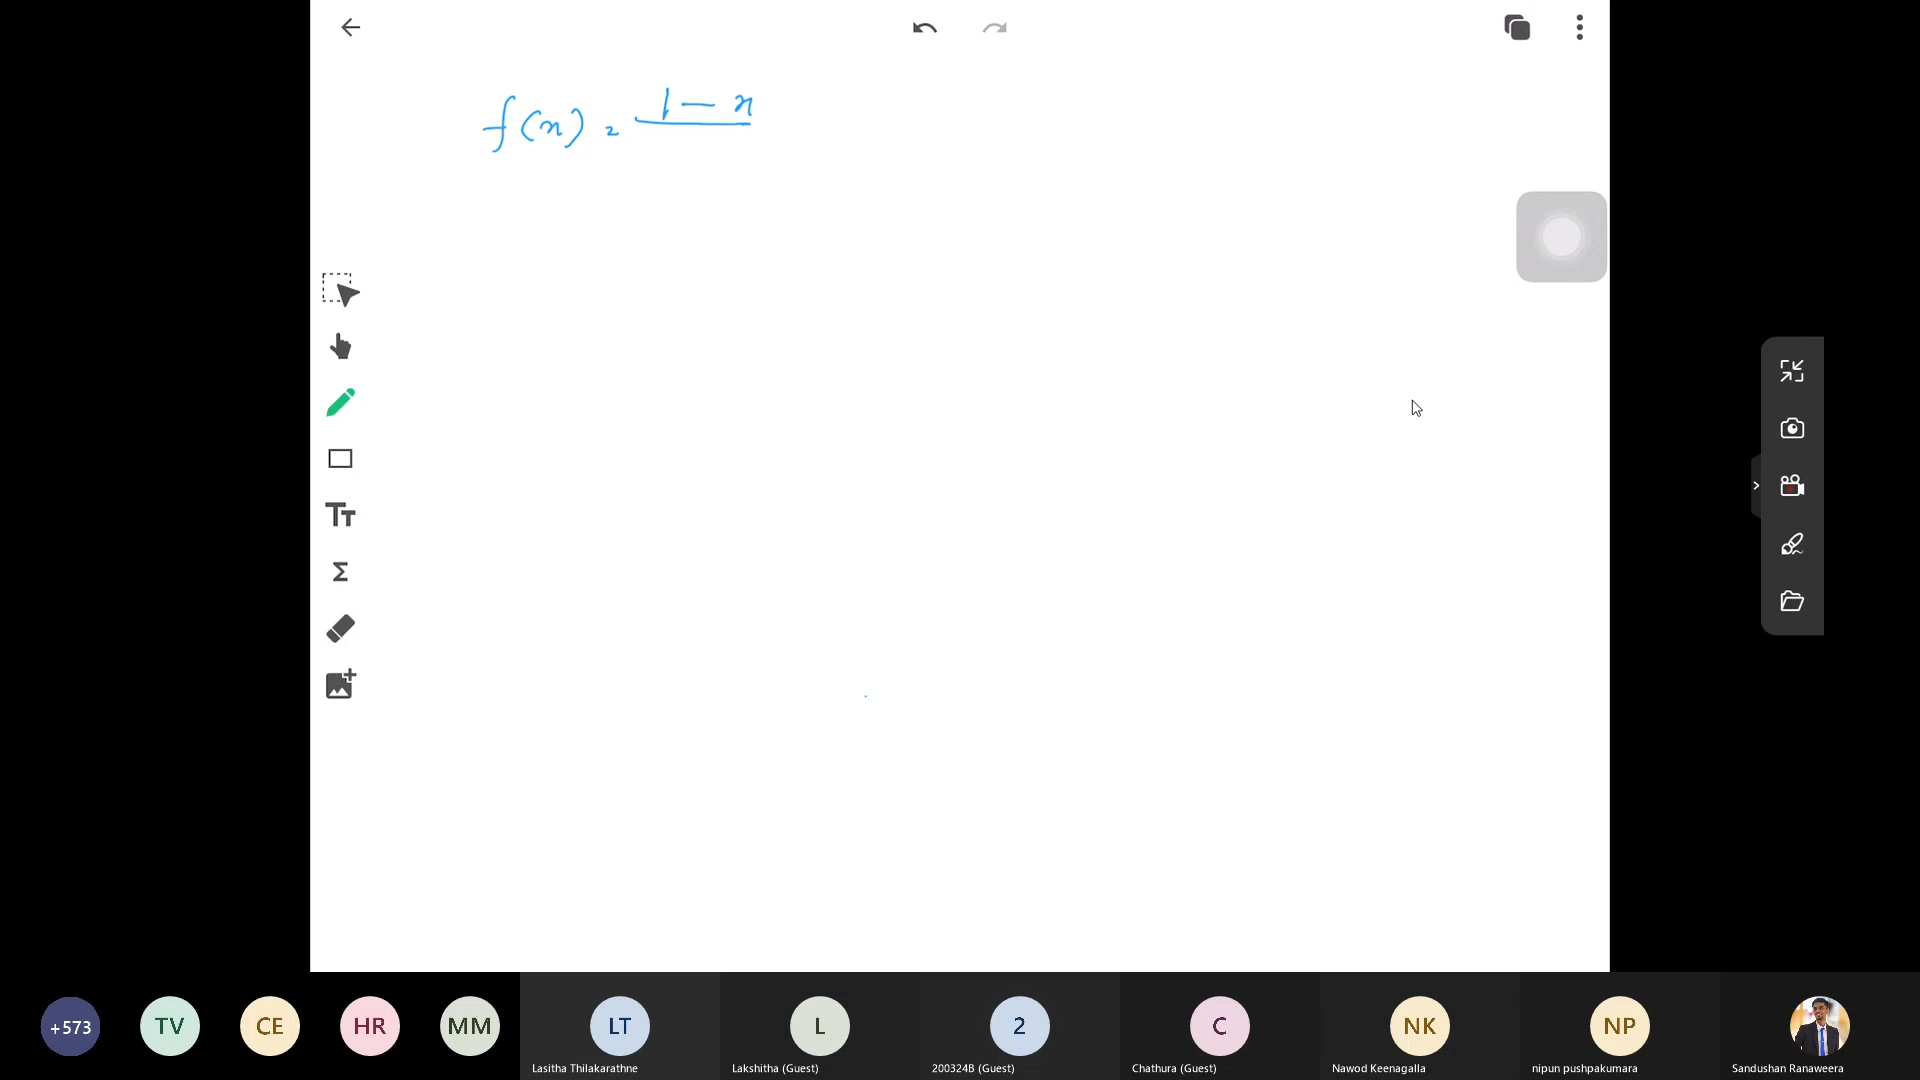 f(x) = 1 - x
Tт
Σ
+573
TV
CE
HR
MM
LT
L
2
C
NK
NP
Lasitha Thilakarathne
Lakshitha (Guest)
200324B (Guest)
Chathura (Guest)
Nawod Keenagalla
nipun pushpakumara
Sandushan Ranaweera